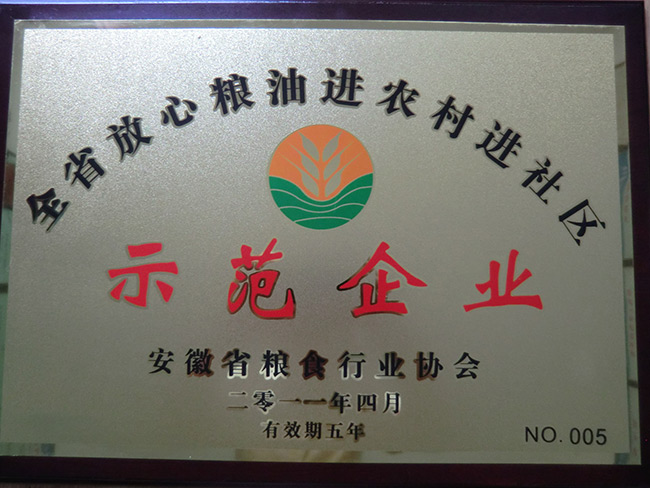 全省放心粮油进农村进社区
示范企业
安徽省粮食行业协会
二零一一年四月
有效期五年
NO. 005